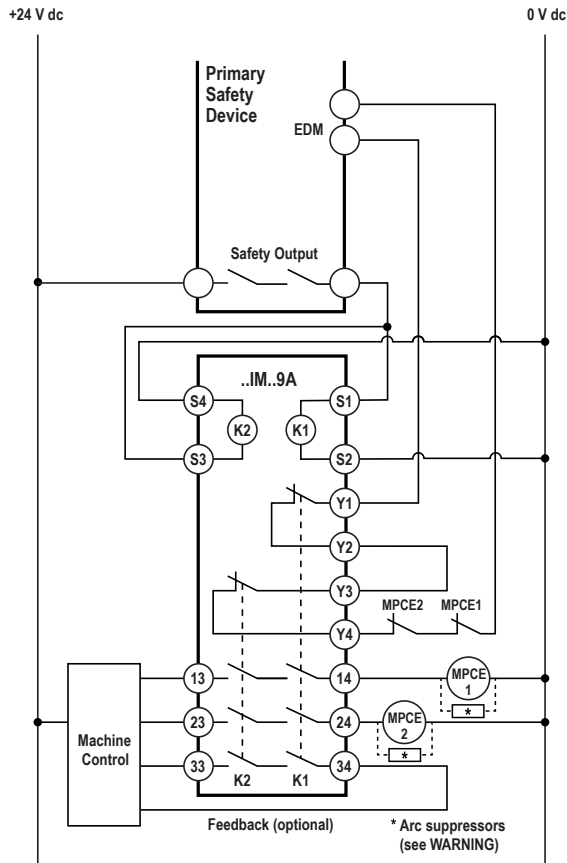 +24 V dc
0 V dc
Primary
Safety
Device
EDM
Safety Output
..IM..9A
S4
S1
K2
K1
S3
S2
Y1
Y2
Y3
MPCE2
MPCE1
Y4
13
14
MPCE
1
*
23
24
MPCE
2
*
Machine
Control
33
34
K2
K1
Feedback (optional)
* Arc suppressors
(see WARNING)